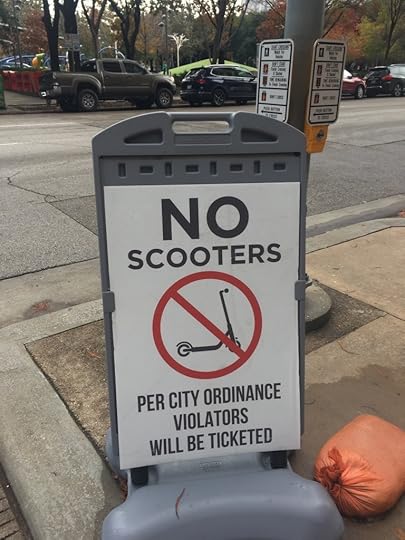 NO
SCOOTERS
PER CITY ORDINANCE
VIOLATORS
WILL BE TICKETED